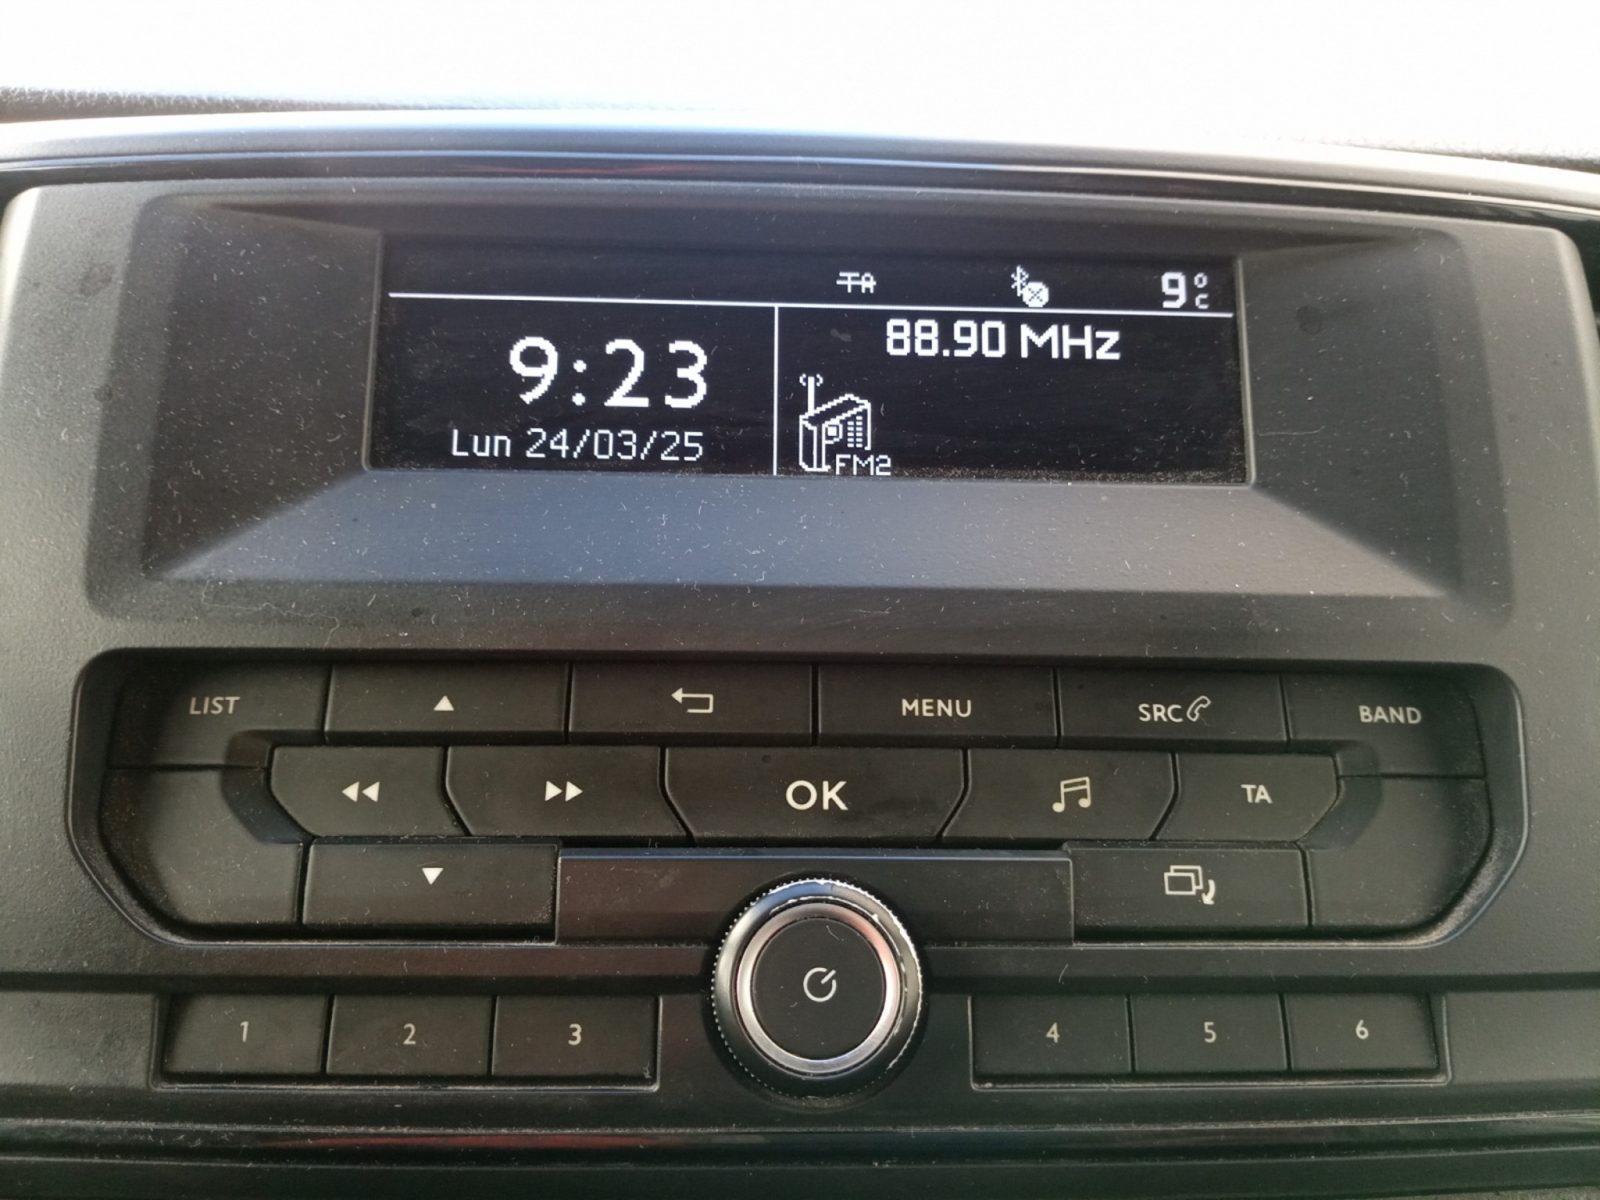 TA
9°C
9:23
88.90 MHz
Lun 24/03/25
FM2
LIST
MENU
SRC
BAND
OK
TA
1
2
3
4
5
6